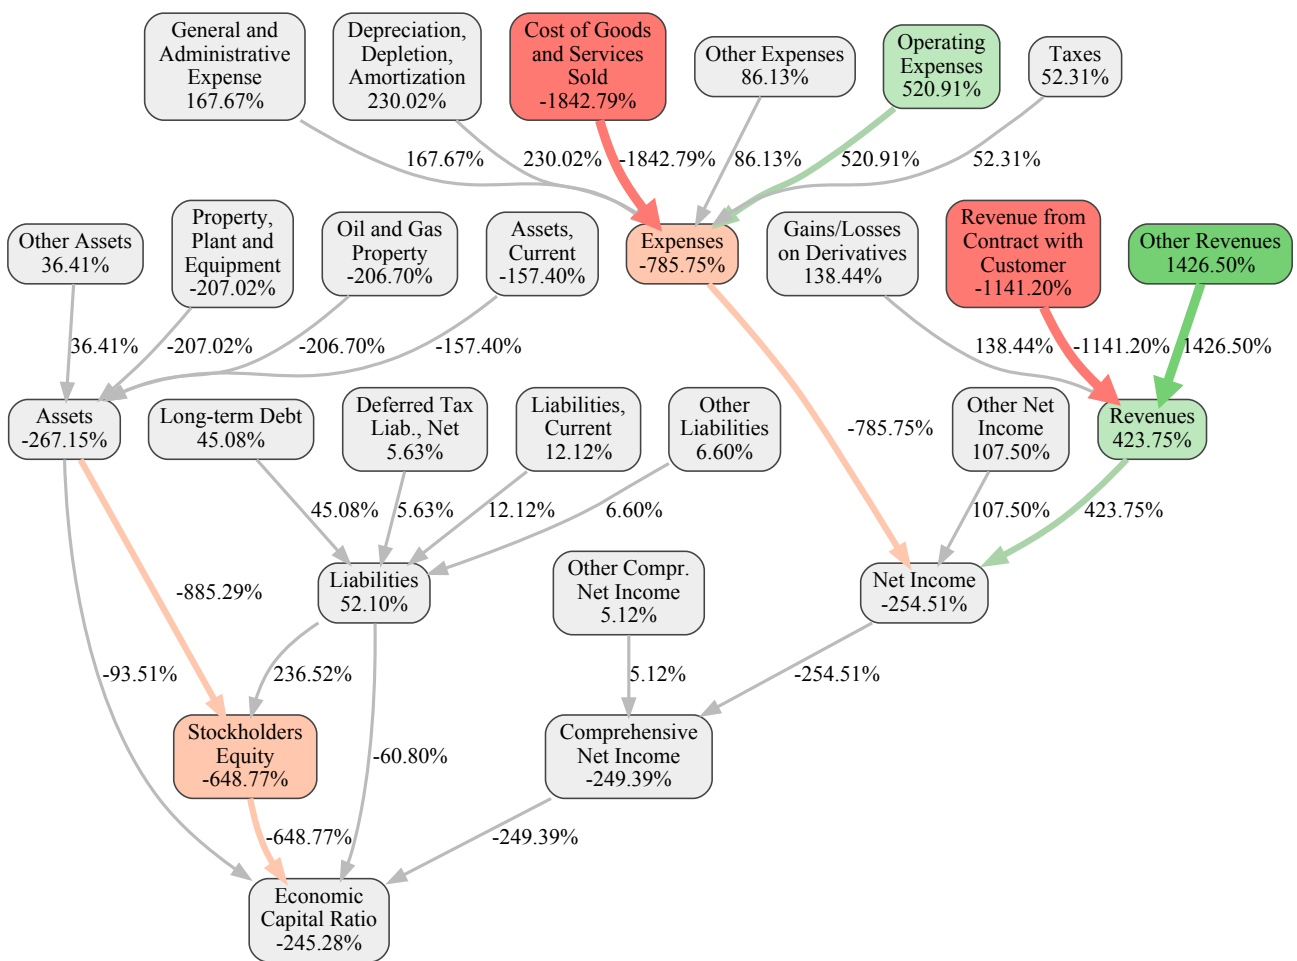 General and
Administrative
Expense
167.67%
Depreciation,
Depletion,
Amortization
230.02%
Cost of Goods
and Services
Sold
-1842.79%
Other Expenses
86.13%
Operating
Expenses
520.91%
Taxes
52.31%
167.67%
230.02%
-1842.79%
86.13%
520.91%
52.31%
Other Assets
36.41%
Property,
Plant and
Equipment
-207.02%
Oil and Gas
Property
-206.70%
Assets,
Current
-157.40%
Expenses
-785.75%
Gains/Losses
on Derivatives
138.44%
Revenue from
Contract with
Customer
-1141.20%
Other Revenues
1426.50%
36.41%
-207.02%
-206.70%
-157.40%
138.44%
-1141.20%
1426.50%
Assets
-267.15%
Long-term Debt
45.08%
Deferred Tax
Liab., Net
5.63%
Liabilities,
Current
12.12%
Other
Liabilities
6.60%
-785.75%
Other Net
Income
107.50%
Revenues
423.75%
45.08%
5.63%
12.12%
6.60%
107.50%
423.75%
-885.29%
Liabilities
52.10%
Other Compr.
Net Income
5.12%
Net Income
-254.51%
-93.51%
236.52%
5.12%
-254.51%
Stockholders
Equity
-648.77%
-60.80%
Comprehensive
Net Income
-249.39%
-648.77%
-249.39%
Economic
Capital Ratio
-245.28%